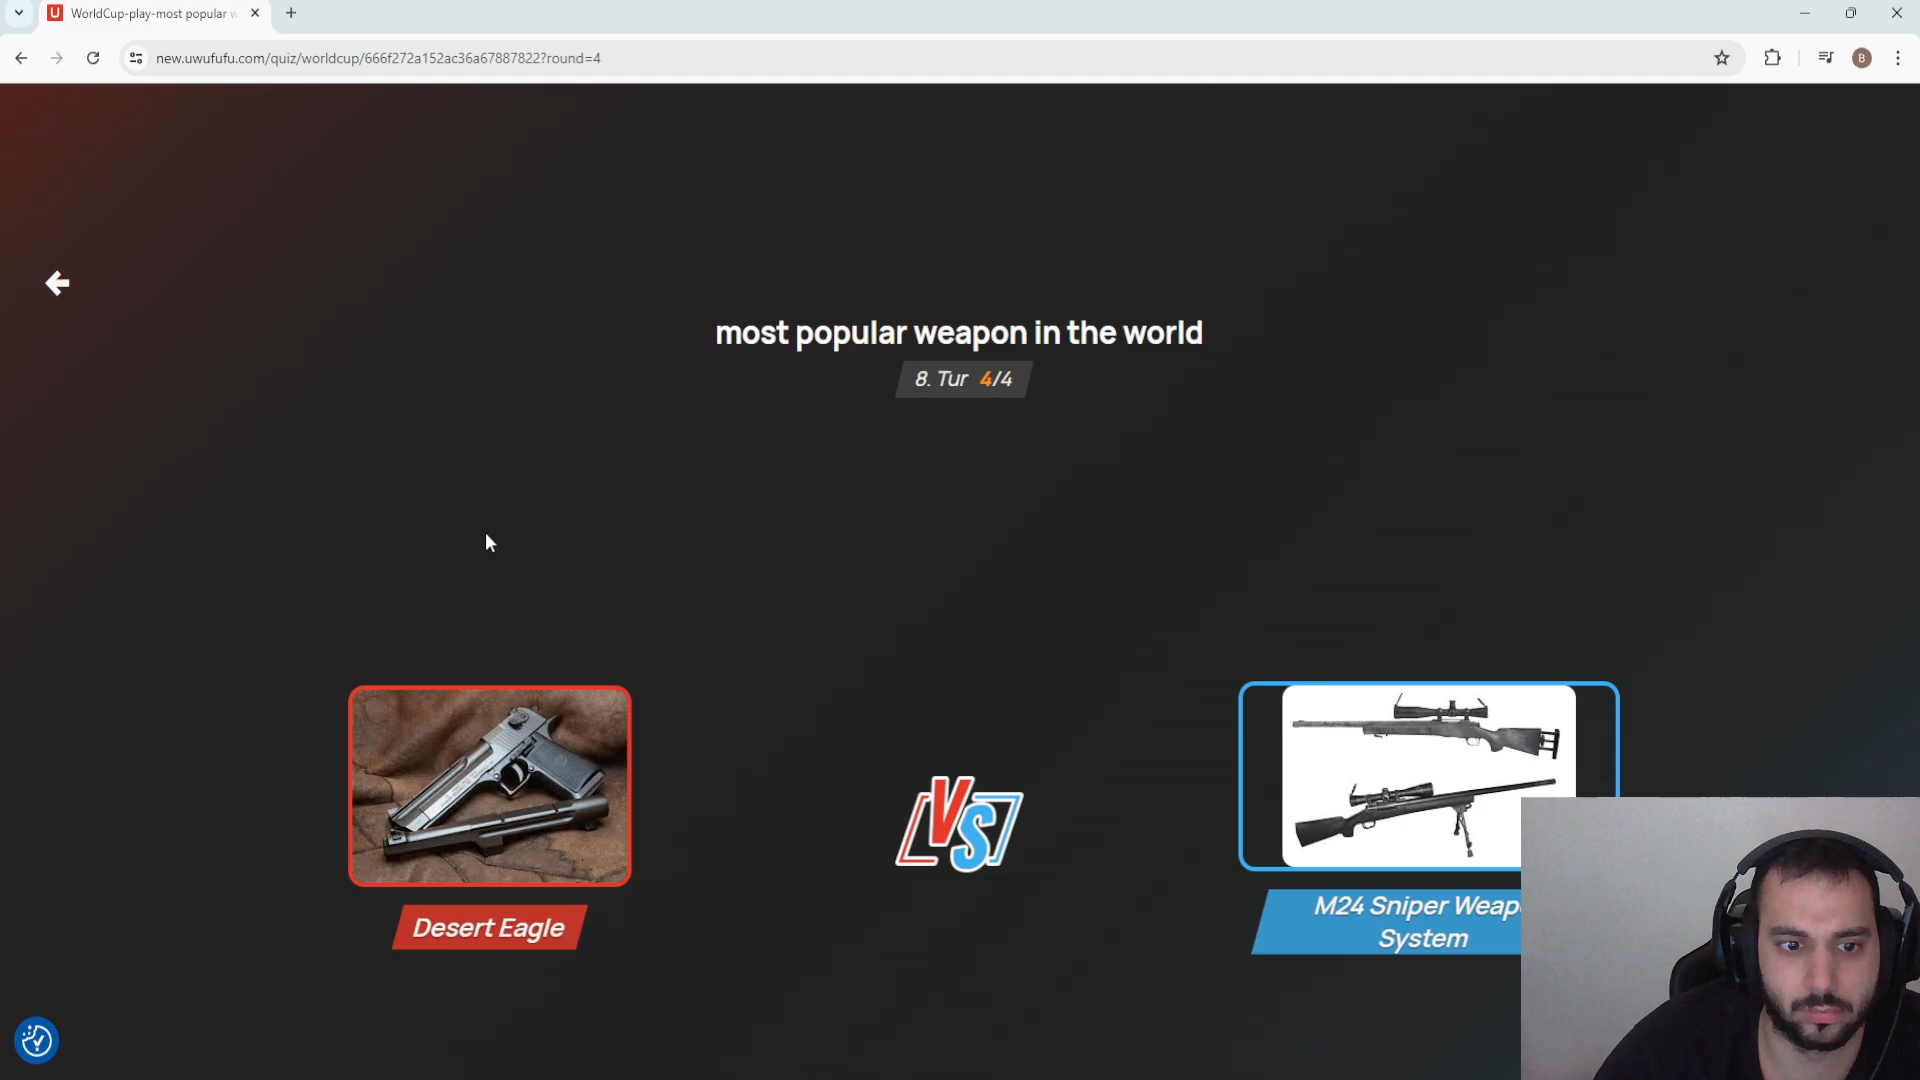 WorldCup-play-most popular w
new.uwufufu.com/quiz/worldcup/666f272a152ac36a67887822?round=4
B
most popular weapon in the world
8. Tur 4/4
VS
Desert Eagle
M24 Sniper Weap
System